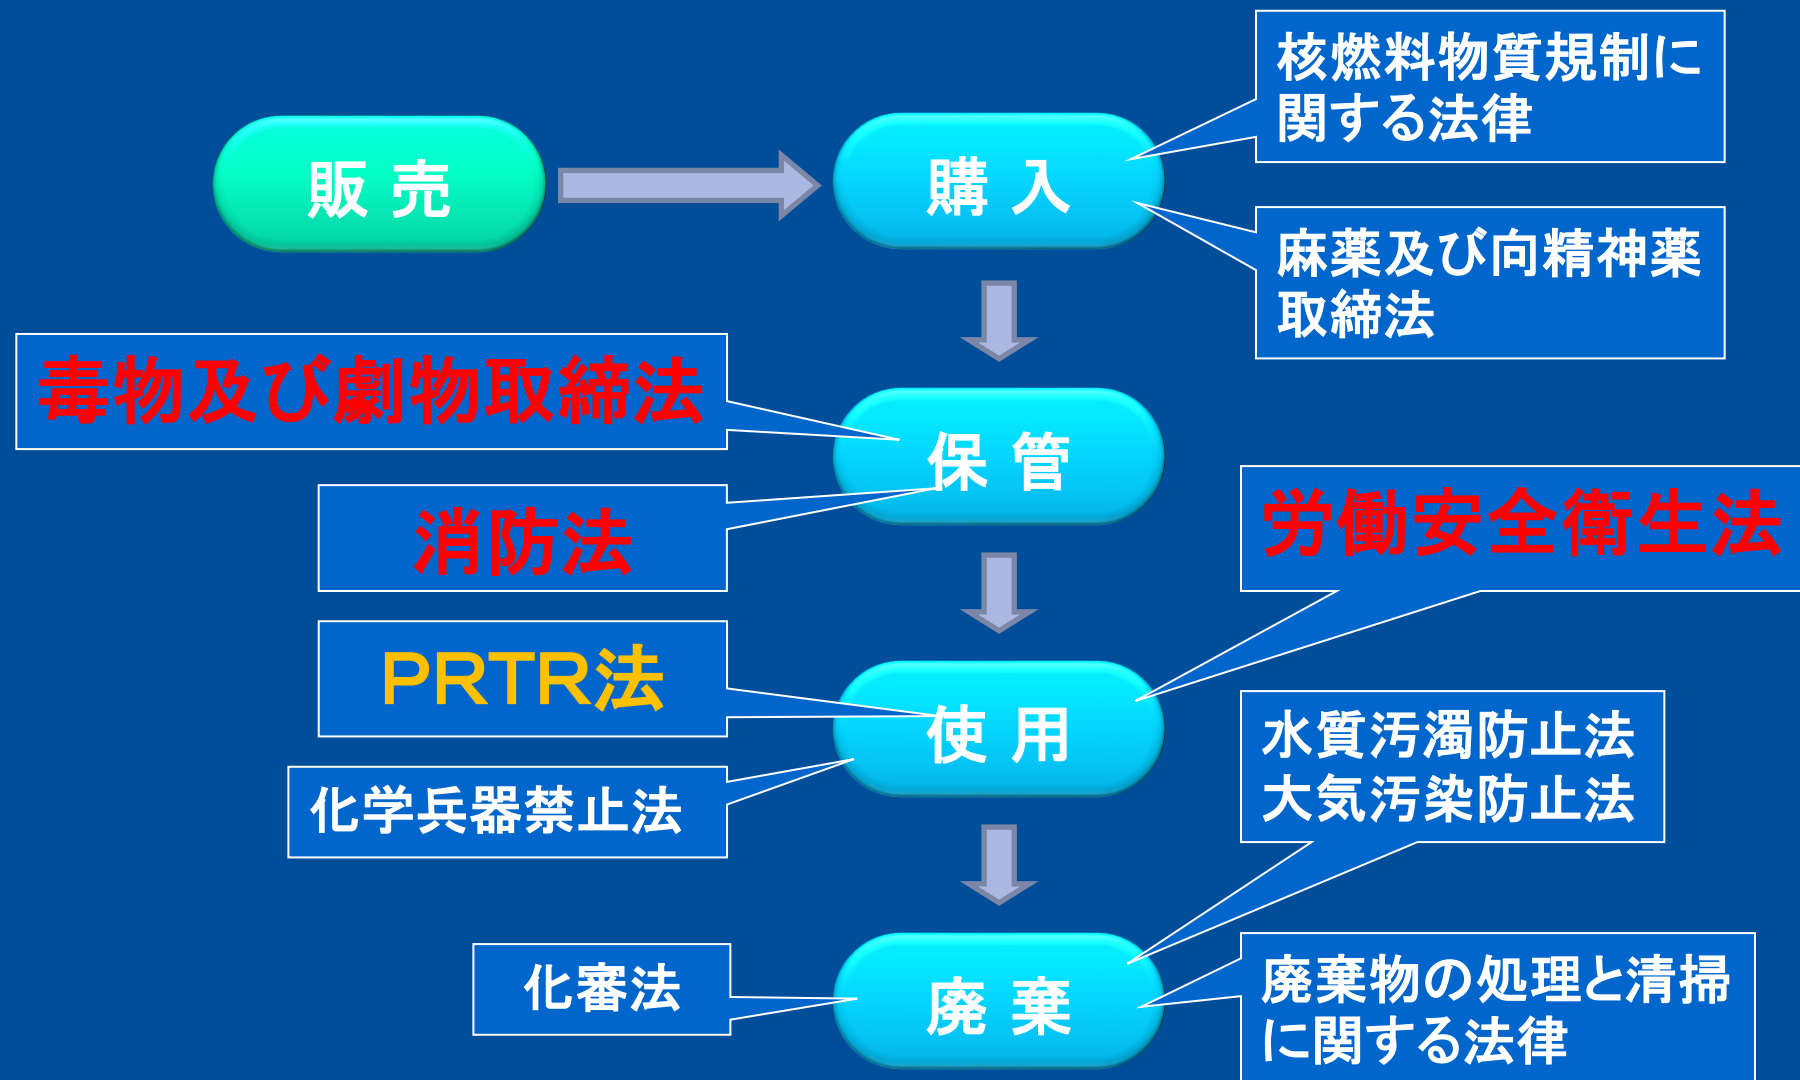 核燃料物質規制に
関する法律
販 売
購 入
麻薬及び向精神薬
取締法
毒物及び劇物取締法
保 管
消防法
労働安全衛生法
PRTR法
使 用
水質汚濁防止法
大気汚染防止法
化学兵器禁止法
化審法
廃 棄
廃棄物の処理と清掃
に関する法律